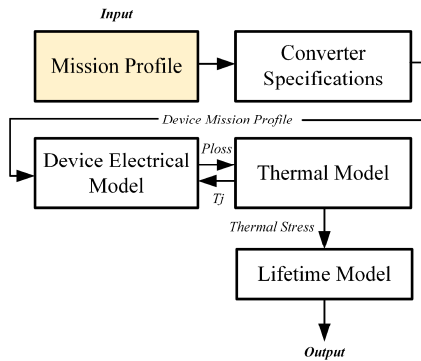 Input
Mission Profile
Converter
Specifications
Device Mission Profile
Device Electrical
Model
Ploss
Tj
Thermal Model
Thermal Stress
Lifetime Model
Output